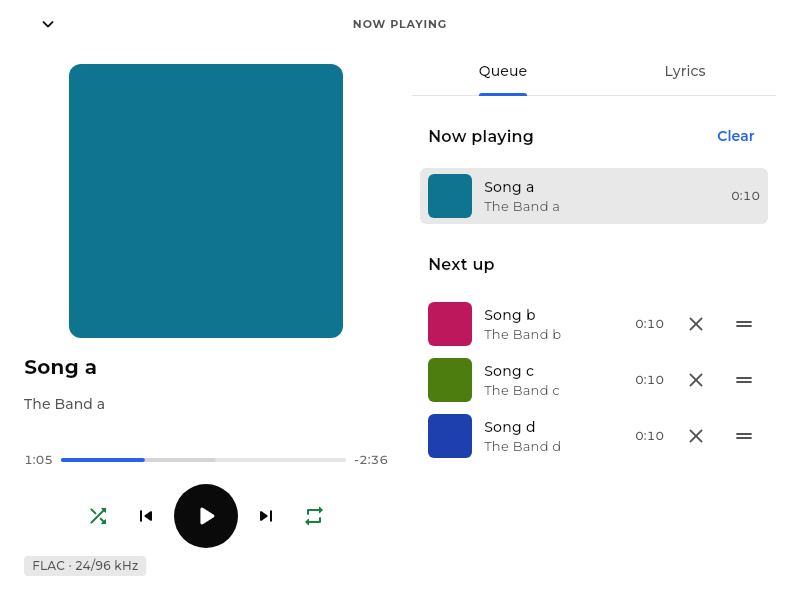 NOW PLAYING
Song a
The Band a
1:05
-2:36
FLAC · 24/96 kHz
Queue
Lyrics
Now playing
Clear
Song a
The Band a
0:10
Next up
Song b
The Band b
0:10
Song c
The Band c
0:10
Song d
The Band d
0:10